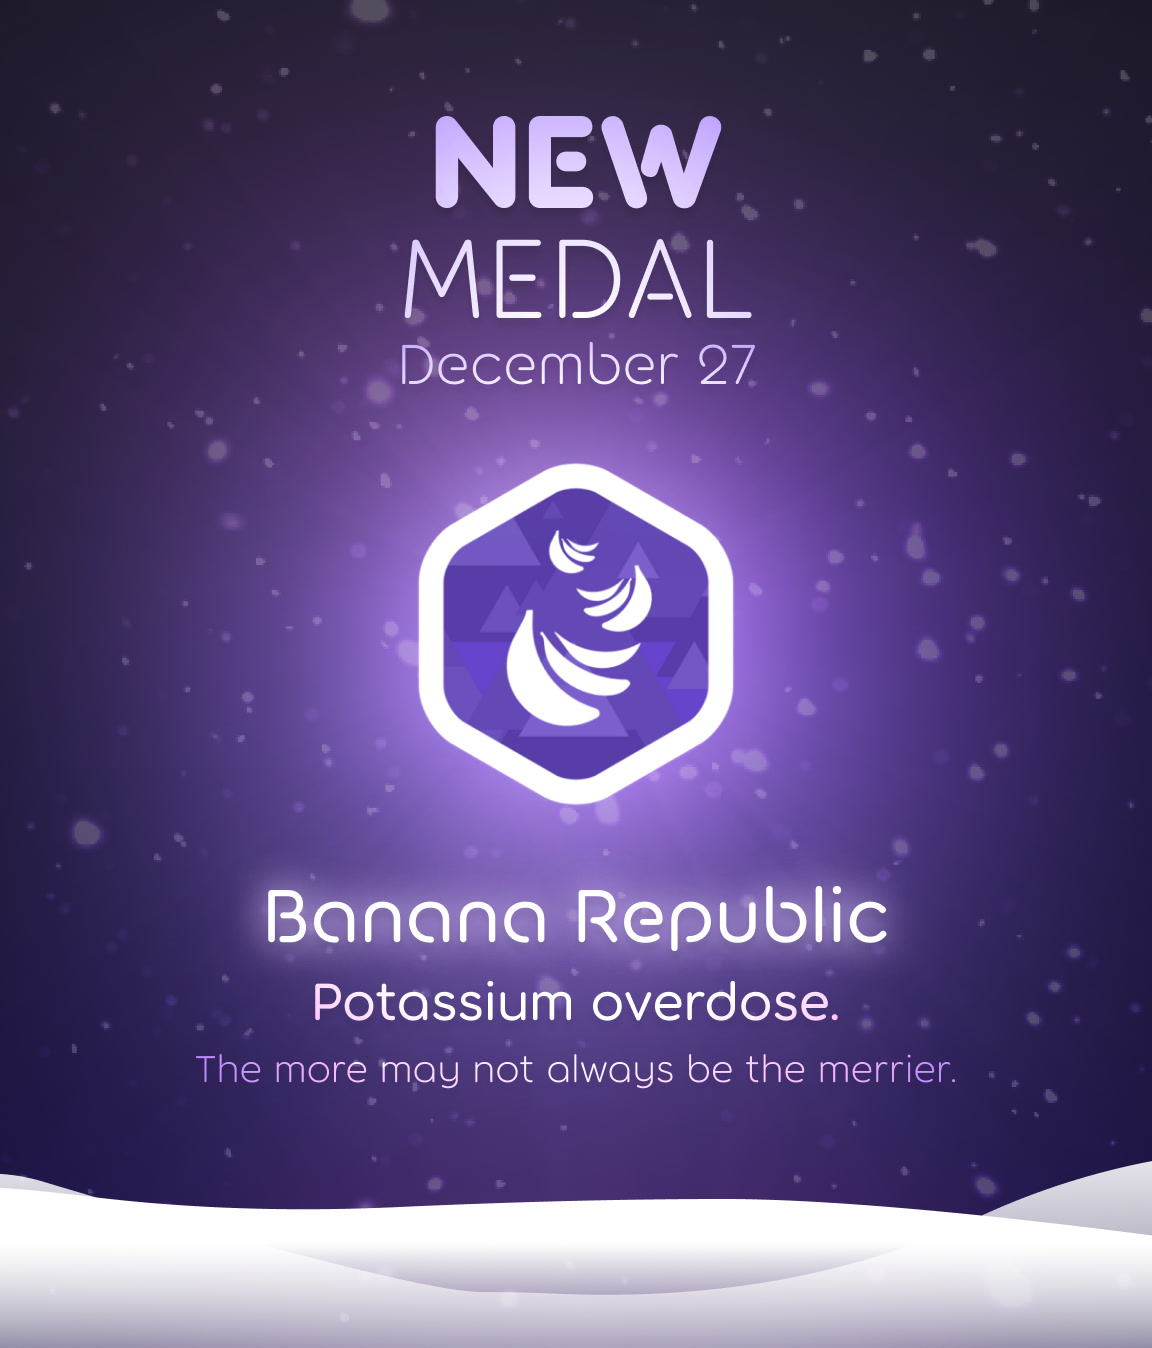 NEW
MEDAL
December 27
Banana Republic
Potassium overdose.
The more may not always be the merrier.